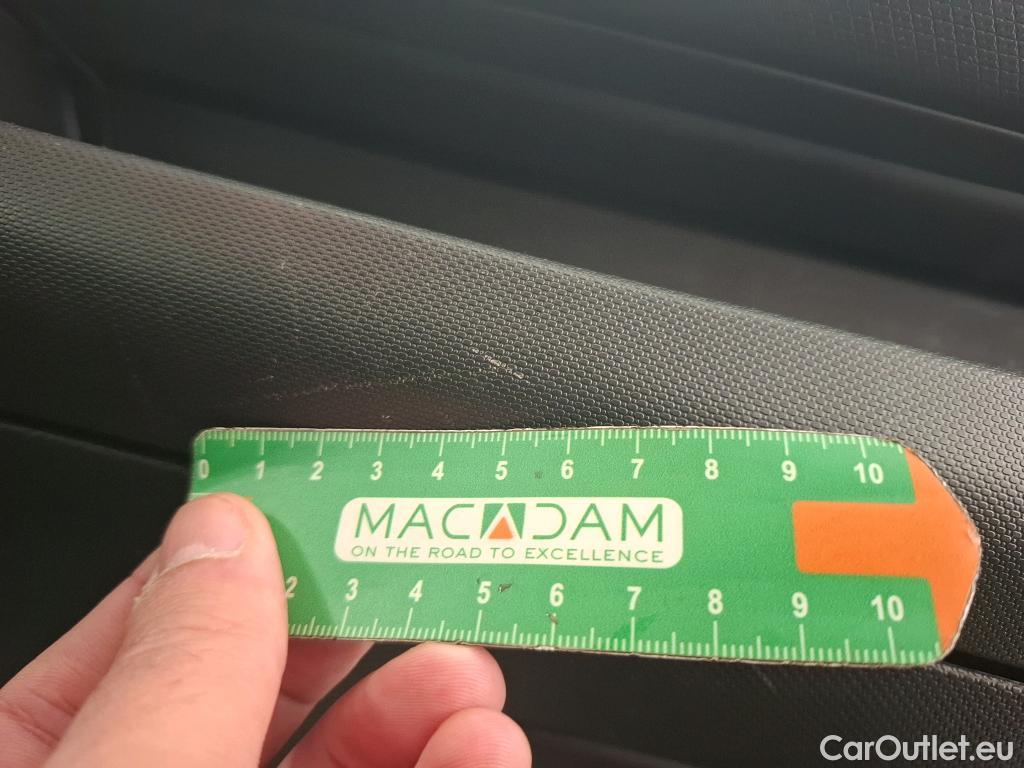 0 1 2 3 4 5 6 7 8 9 10
MACADAM
ON THE ROAD TO EXCELLENCE
2 3 4 5 6 7 8 9 10
CarOutlet.eu